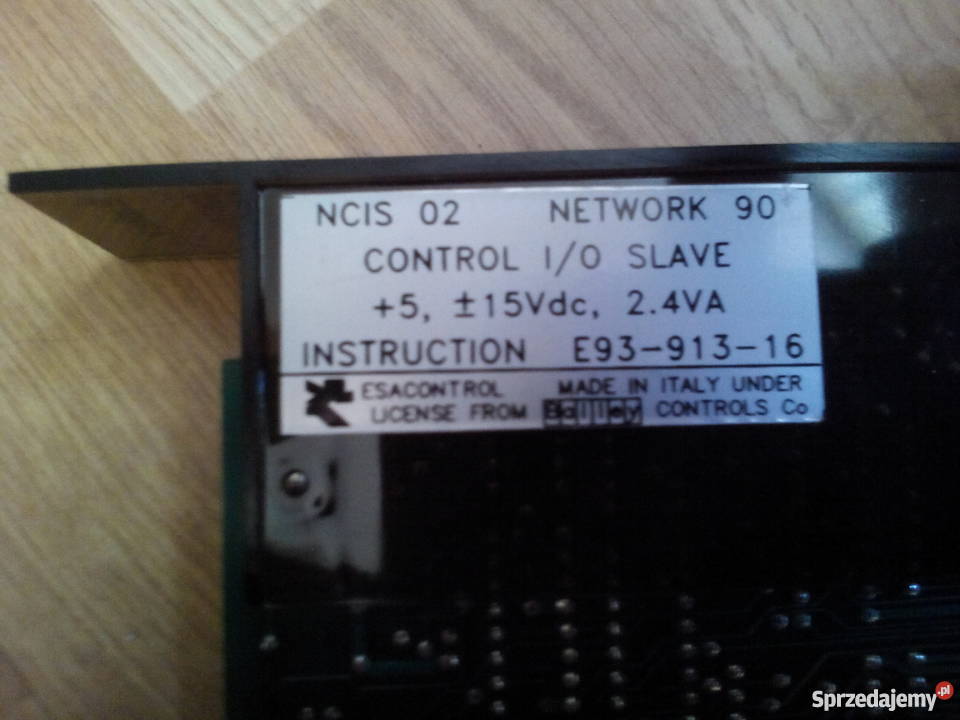 NCIS 02 NETWORK 90
CONTROL I/O SLAVE
+5, ±15Vdc, 2.4VA
INSTRUCTION E93-913-16
ESACONTROL MADE IN ITALY UNDER
LICENSE FROM Bailey CONTROLS Co
Sprzedajemy.pl